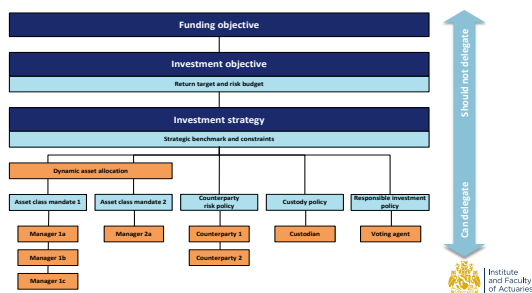 Funding objective
Investment objective
Return target and risk budget
Investment strategy
Strategic benchmark and constraints
Dynamic asset allocation
Asset class mandate 1
Asset class mandate 2
Counterparty
risk policy
Custody policy
Responsible investment
policy
Manager 1a
Manager 2a
Counterparty 1
Custodian
Voting agent
Manager 1b
Counterparty 2
Manager 1c
Should not delegate
Can delegate
Institute
and Faculty
of Actuaries